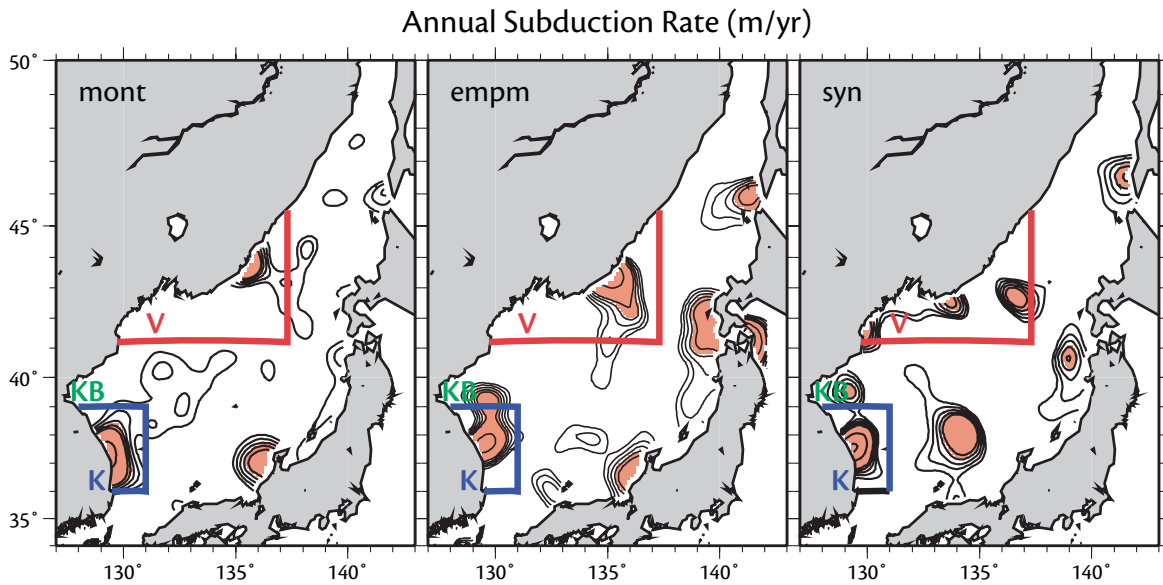 Annual Subduction Rate (m/yr)
mont
empm
syn
50°
45°
40°
35°
V
KB
K
V
KB
K
V
KB
K
130
135
140
130
135
140
130
135
140